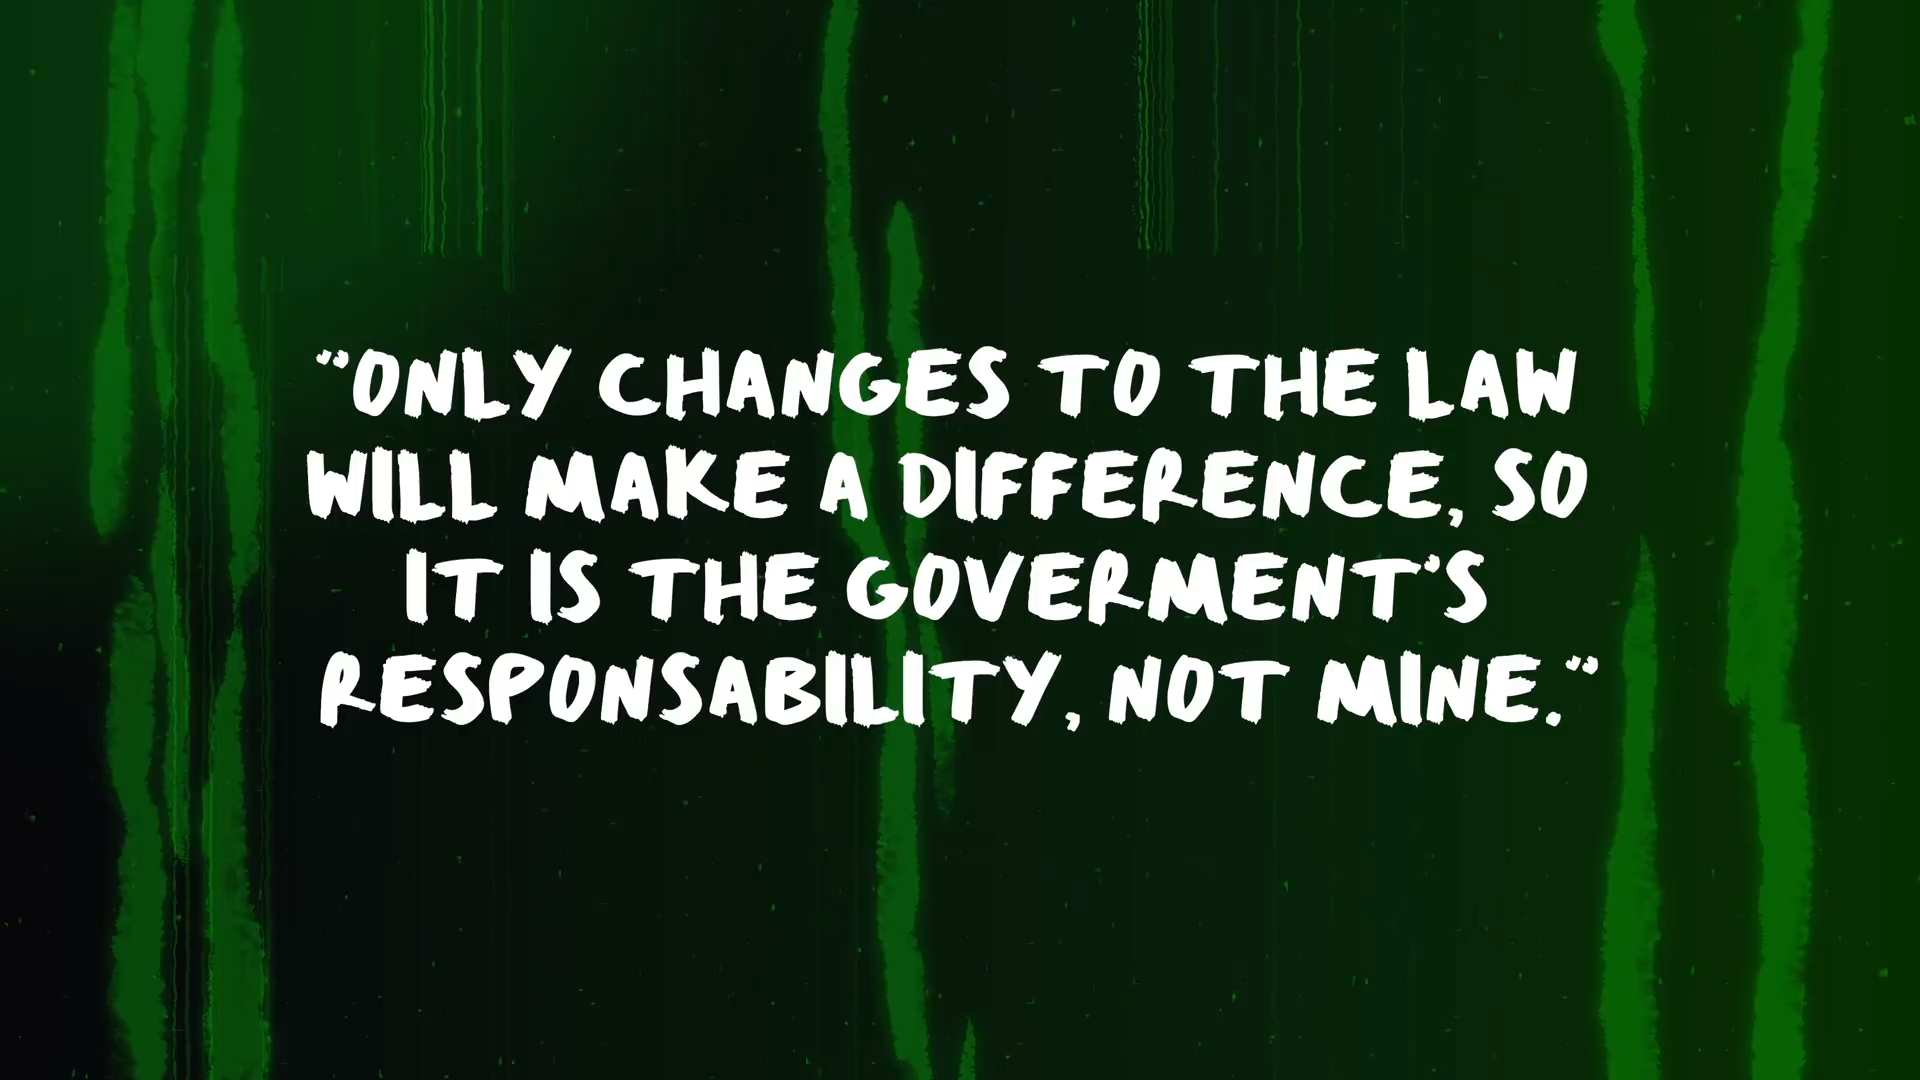 "ONLY CHANGES TO THE LAW
WILL MAKE A DIFFERENCE, SO
IT IS THE GOVERMENT'S
RESPONSABILITY, NOT MINE."